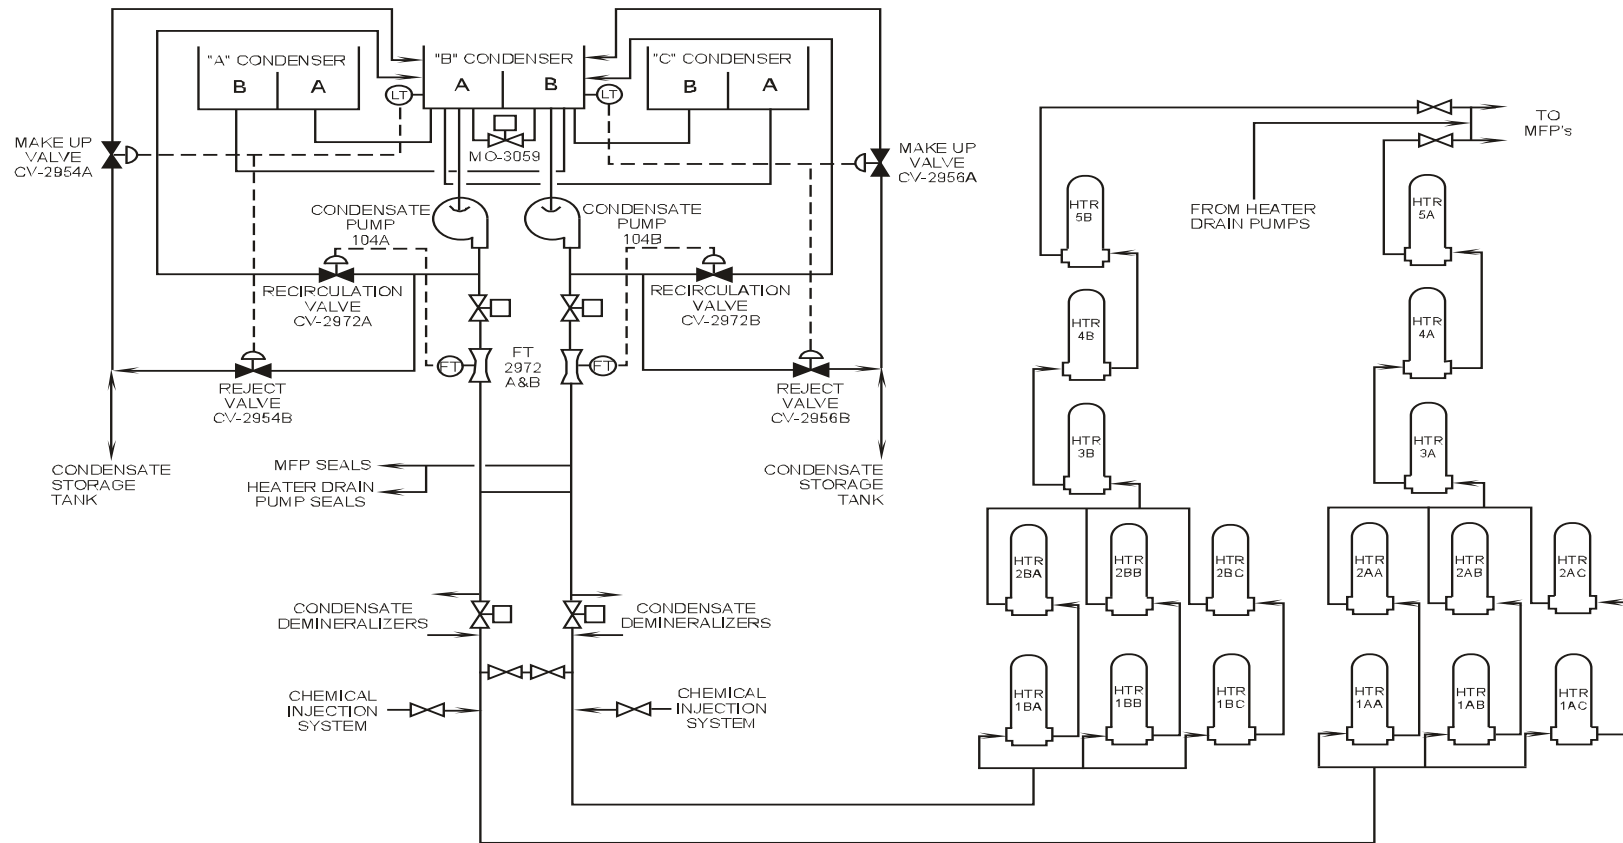 "A" CONDENSER
B
A
"B" CONDENSER
A
B
"C" CONDENSER
B
A
LT
LT
MO-3059
MAKE UP
VALVE
CV-2954A
MAKE UP
VALVE
CV-2956A
CONDENSATE
PUMP
104A
CONDENSATE
PUMP
104B
RECIRCULATION
VALVE
CV-2972A
RECIRCULATION
VALVE
CV-2972B
FT
FT
2972
A&B
FT
REJECT
VALVE
CV-2954B
REJECT
VALVE
CV-2956B
CONDENSATE
STORAGE
TANK
CONDENSATE
STORAGE
TANK
MFP SEALS
HEATER DRAIN
PUMP SEALS
CONDENSATE
DEMINERALIZERS
CONDENSATE
DEMINERALIZERS
CHEMICAL
INJECTION
SYSTEM
CHEMICAL
INJECTION
SYSTEM
TO
MFP's
FROM HEATER
DRAIN PUMPS
HTR
5B
HTR
5A
HTR
4B
HTR
4A
HTR
3B
HTR
3A
HTR
2BA
HTR
2BB
HTR
2BC
HTR
2AA
HTR
2AB
HTR
2AC
HTR
1BA
HTR
1BB
HTR
1BC
HTR
1AA
HTR
1AB
HTR
1AC